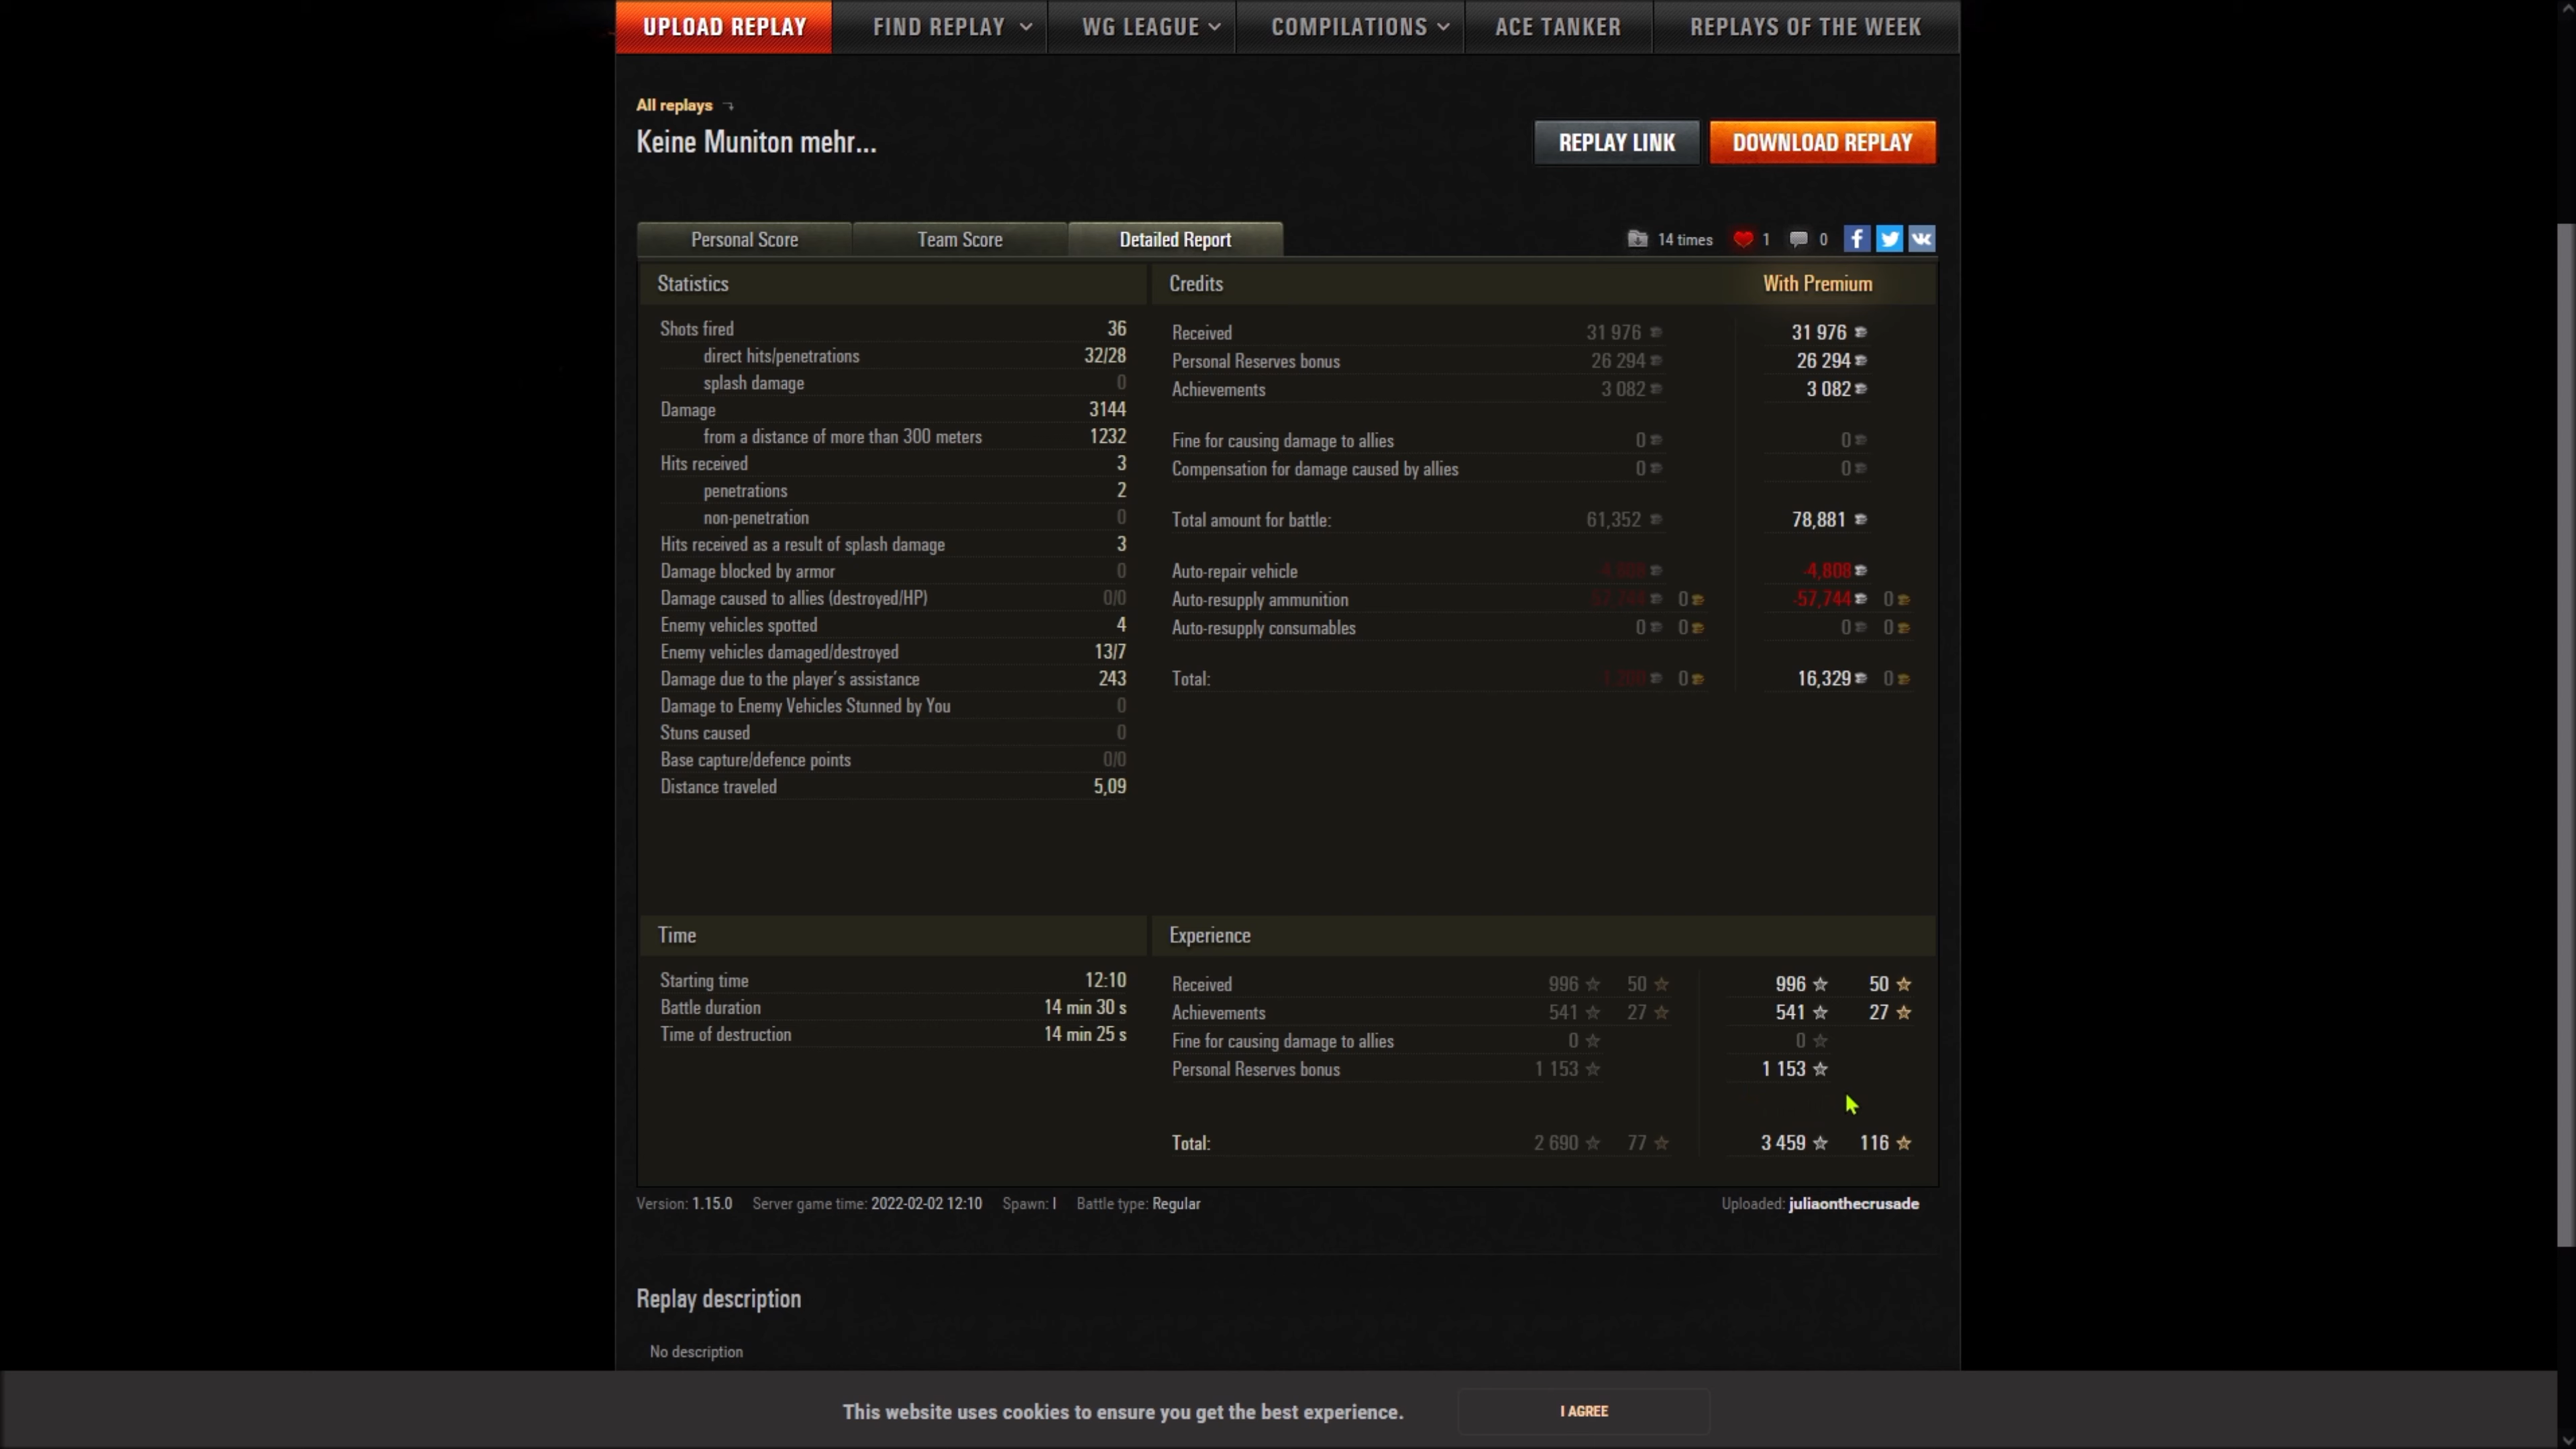 UPLOAD REPLAY FIND REPLAY WG LEAGUE COMPILATIONS ACE TANKER REPLAYS OF THE WEEK
All replays
Keine Muniton mehr...
REPLAY LINK DOWNLOAD REPLAY
Personal Score Team Score Detailed Report 14 times 1 0
Statistics Credits With Premium
Shots fired 36
direct hits/penetrations 32/28
splash damage 0
Damage 3144
from a distance of more than 300 meters 1232
Hits received 3
penetrations 2
non-penetration 0
Hits received as a result of splash damage 3
Damage blocked by armor 0
Damage caused to allies (destroyed/HP) 0/0
Enemy vehicles spotted 4
Enemy vehicles damaged/destroyed 13/7
Damage due to the player's assistance 243
Damage to Enemy Vehicles Stunned by You 0
Stuns caused 0
Base capture/defence points 0/0
Distance traveled 5,09
Received 31 976 31 976
Personal Reserves bonus 26 294 26 294
Achievements 3 082 3 082
Fine for causing damage to allies 0 0
Compensation for damage caused by allies 0 0
Total amount for battle: 61,352 78,881
Auto-repair vehicle -4,808 -4,808
Auto-resupply ammunition -57,744 0 -57,744 0
Auto-resupply consumables 0 0 0 0
Total: 0 16,329 0
Time
Starting time 12:10
Battle duration 14 min 30 s
Time of destruction 14 min 25 s
Experience
Received 996 50 996 50
Achievements 541 27 541 27
Fine for causing damage to allies 0 0
Personal Reserves bonus 1 153 1 153
Total: 2 690 77 3 459 116
Version: 1.15.0 Server game time: 2022-02-02 12:10 Spawn: I Battle type: Regular Uploaded: juliaonthecrusade
Replay description
No description
This website uses cookies to ensure you get the best experience. I AGREE